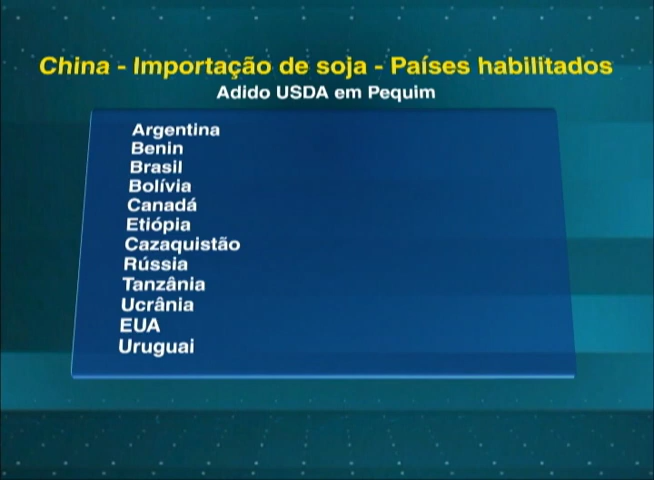 China - Importação de soja - Países habilitados
Adido USDA em Pequim
Argentina
Benin
Brasil
Bolívia
Canadá
Etiópia
Cazaquistão
Rússia
Tanzânia
Ucrânia
EUA
Uruguai